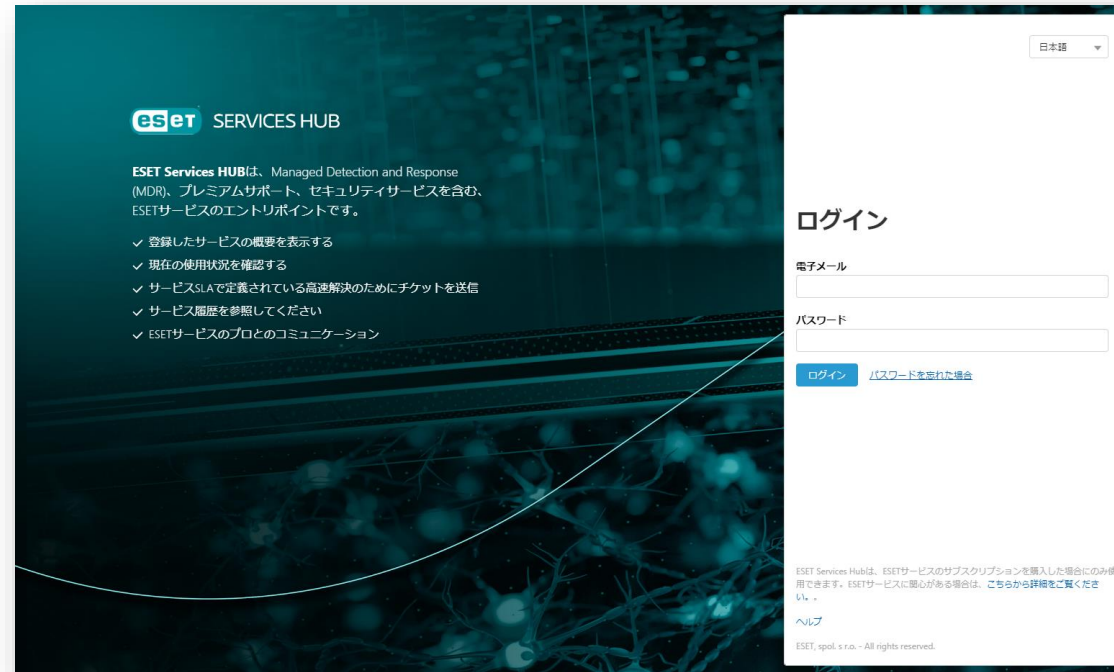 eset SERVICES HUB
ESET Services HUBは、Managed Detection and Response
(MDR)、プレミアムサポート、セキュリティサービスを含む、
ESETサービスのエントリポイントです。
✓ 登録したサービスの概要を表示する
✓ 現在の使用状況を確認する
✓ サービスSLAで定義されている高速解決のためにチケットを送信
✓ サービス履歴を参照してください
✓ ESETサービスのプロとのコミュニケーション
日本語
ログイン
電子メール
パスワード
ログイン パスワードを忘れた場合
ESET Services Hubは、ESETサービスのサブスクリプションを購入した場合にのみ使
用できます。ESETサービスに関心がある場合は、こちらから詳細をご覧くださ
い。。
ヘルプ
ESET, spol. s r.o. - All rights reserved.